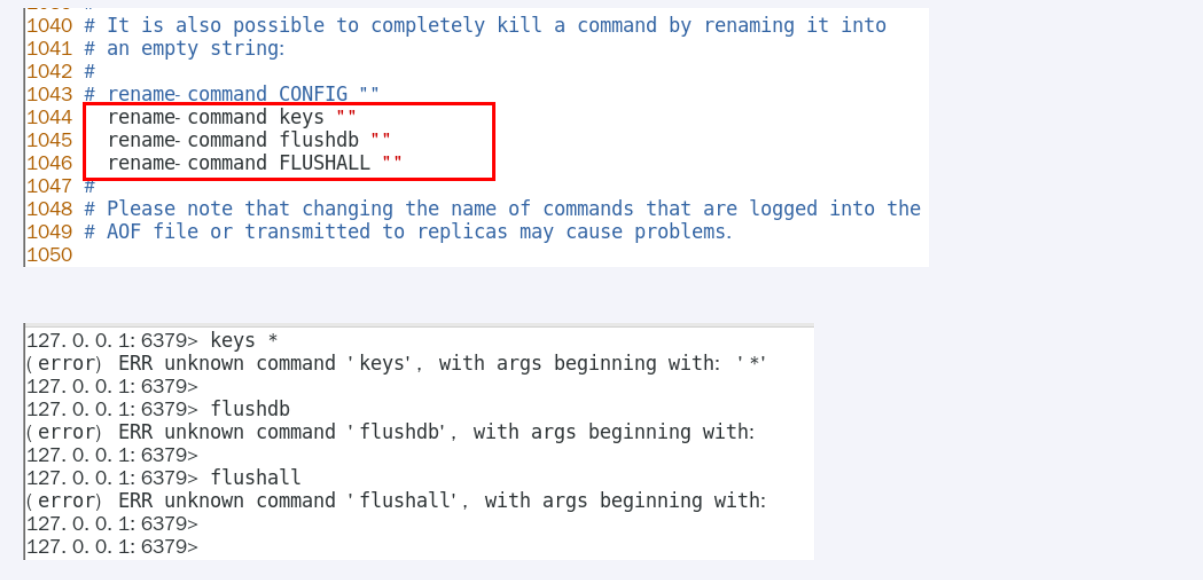 1040 # It is also possible to completely kill a command by renaming it into
1041 # an empty string:
1042 #
1043 # rename-command CONFIG ""
1044 rename-command keys ""
1045 rename-command flushdb ""
1046 rename-command FLUSHALL ""
1047 #
1048 # Please note that changing the name of commands that are logged into the
1049 # AOF file or transmitted to replicas may cause problems.
1050
127.0.0.1:6379> keys *
(error) ERR unknown command 'keys', with args beginning with: '*'
127.0.0.1:6379>
127.0.0.1:6379> flushdb
(error) ERR unknown command 'flushdb', with args beginning with:
127.0.0.1:6379>
127.0.0.1:6379> flushall
(error) ERR unknown command 'flushall', with args beginning with:
127.0.0.1:6379>
127.0.0.1:6379>